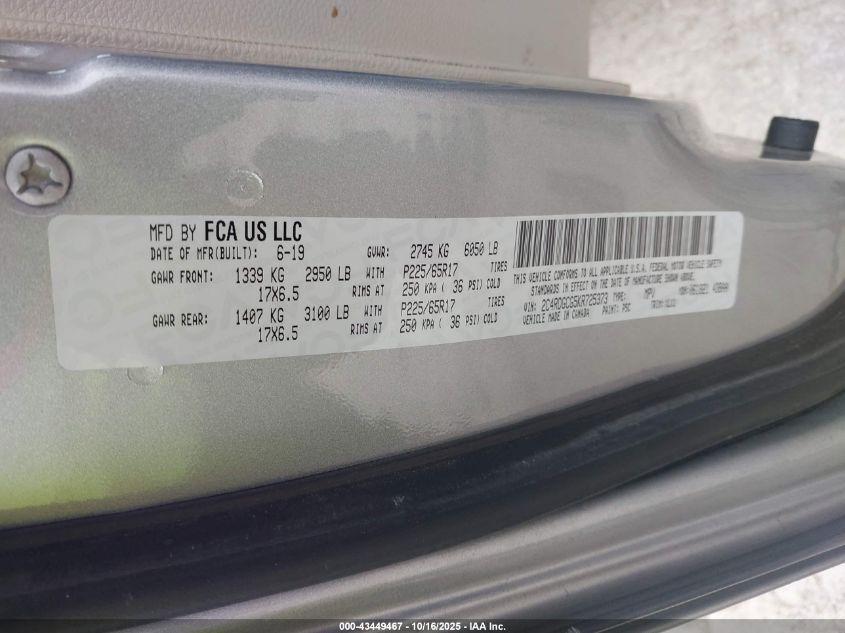 MFD BY FCA US LLC
DATE OF MFR(BUILT): 6-19 GVWR: 2745 KG 6050 LB
GAWR FRONT: 1339 KG 2950 LB WITH P225/65R17 TIRES
17X6.5 RIMS AT 250 KPA ( 36 PSI) COLD
GAWR REAR: 1407 KG 3100 LB WITH P225/65R17 TIRES
17X6.5 RIMS AT 250 KPA ( 36 PSI) COLD
THIS VEHICLE CONFORMS TO ALL APPLICABLE U.S.A. FEDERAL MOTOR VEHICLE SAFETY
STANDARDS IN EFFECT ON THE DATE OF MANUFACTURE SHOWN ABOVE.
VIN: 2C4RDGCG5KR725373 TYPE: MPV
VEHICLE MADE IN CANADA PAINT: PSC TRIM:
000-43449467 - 10/16/2025 - IAA Inc.